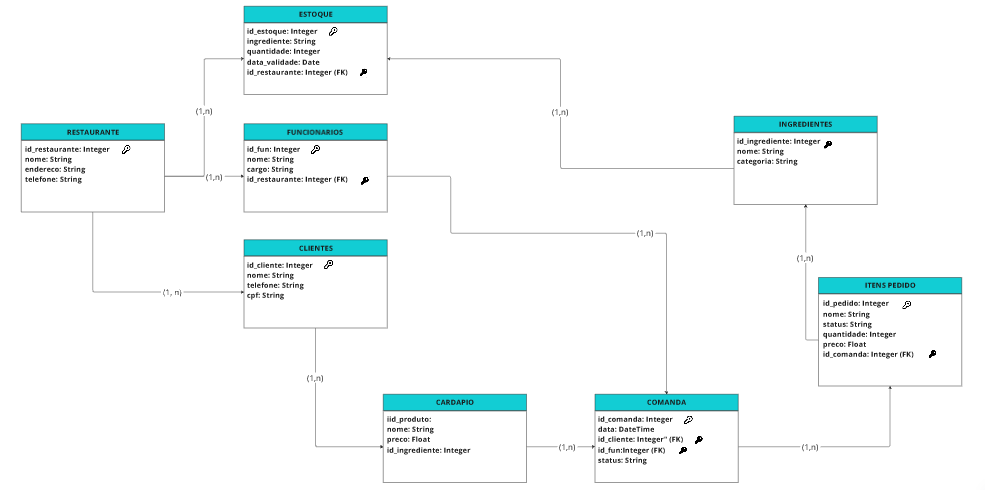 ESTOQUE
id_estoque: Integer
ingrediente: String
quantidade: Integer
data_validade: Date
id_restaurante: Integer (FK)
(1,n)
(1,n)
RESTAURANTE
id_restaurante: Integer
nome: String
endereco: String
telefone: String
(1,n)
FUNCIONARIOS
id_fun: Integer
nome: String
cargo: String
id_restaurante: Integer (FK)
INGREDIENTES
id_ingrediente: Integer
nome: String
categoria: String
(1,n)
CLIENTES
id_cliente: Integer
nome: String
telefone: String
cpf: String
(1, n)
(1,n)
ITENS PEDIDO
id_pedido: Integer
nome: String
status: String
quantidade: Integer
preco: Float
id_comanda: Integer (FK)
(1,n)
CARDAPIO
iid_produto:
nome: String
preco: Float
id_ingrediente: Integer
(1,n)
COMANDA
id_comanda: Integer
data: DateTime
id_cliente: Integer" (FK)
id_fun:Integer (FK)
status: String
(1,n)